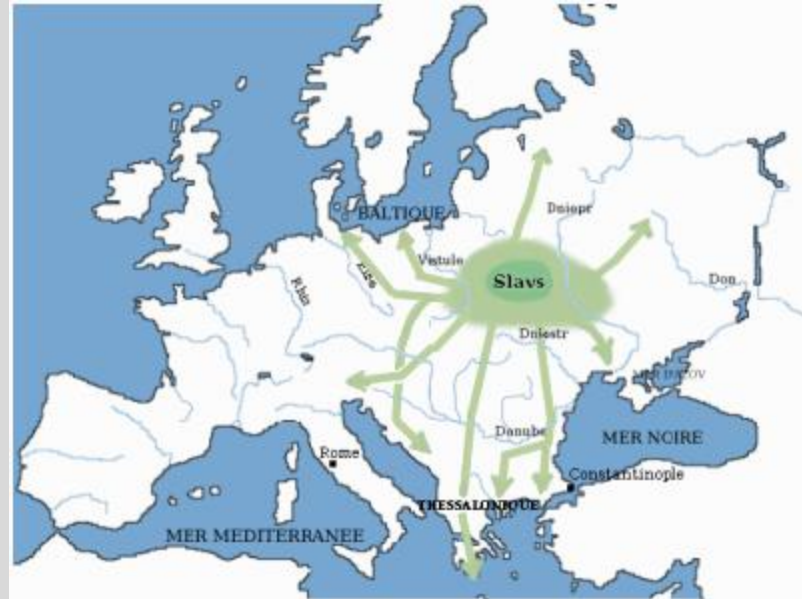 Dniepr
BALTIQUE
Vistule
Elbe
Slavs
Don
Rhin
Dniestr
MER D'AZOV
Danube
MER NOIRE
Rome
Constantinople
THESSALONIQUE
MER MEDITERRANEE